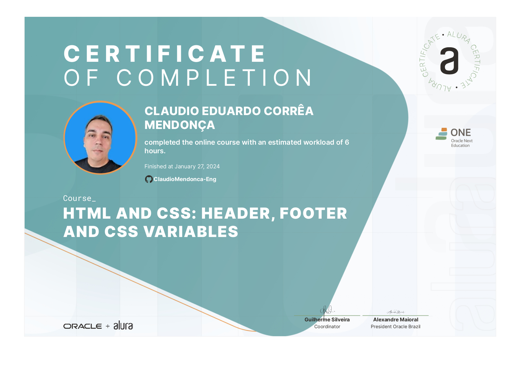 CERTIFICATE
OF COMPLETION
CLAUDIO EDUARDO CORRÊA
MENDONÇA
completed the online course with an estimated workload of 6
hours.
Finished at January 27, 2024
ClaudioMendonca-Eng
Course_
HTML AND CSS: HEADER, FOOTER
AND CSS VARIABLES
ORACLE + alura
Guilherme Silveira
Coordinator
Alexandre Maioral
President Oracle Brazil
CERTIFICATE • ALURA CERTIFICATE • ALURA •
a
ONE
Oracle Next
Education
alura